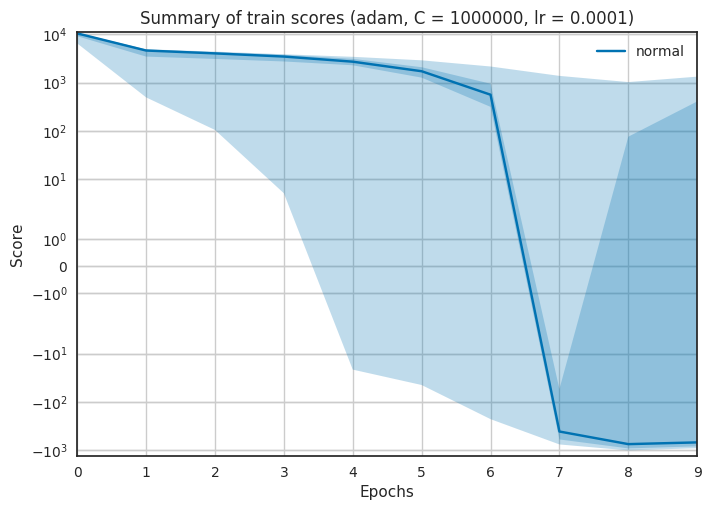 Summary of train scores (adam, C = 1000000, lr = 0.0001)
normal
Score
10⁴
10³
10²
10¹
10⁰
0
−10⁰
−10¹
−10²
−10³
0 1 2 3 4 5 6 7 8 9
Epochs